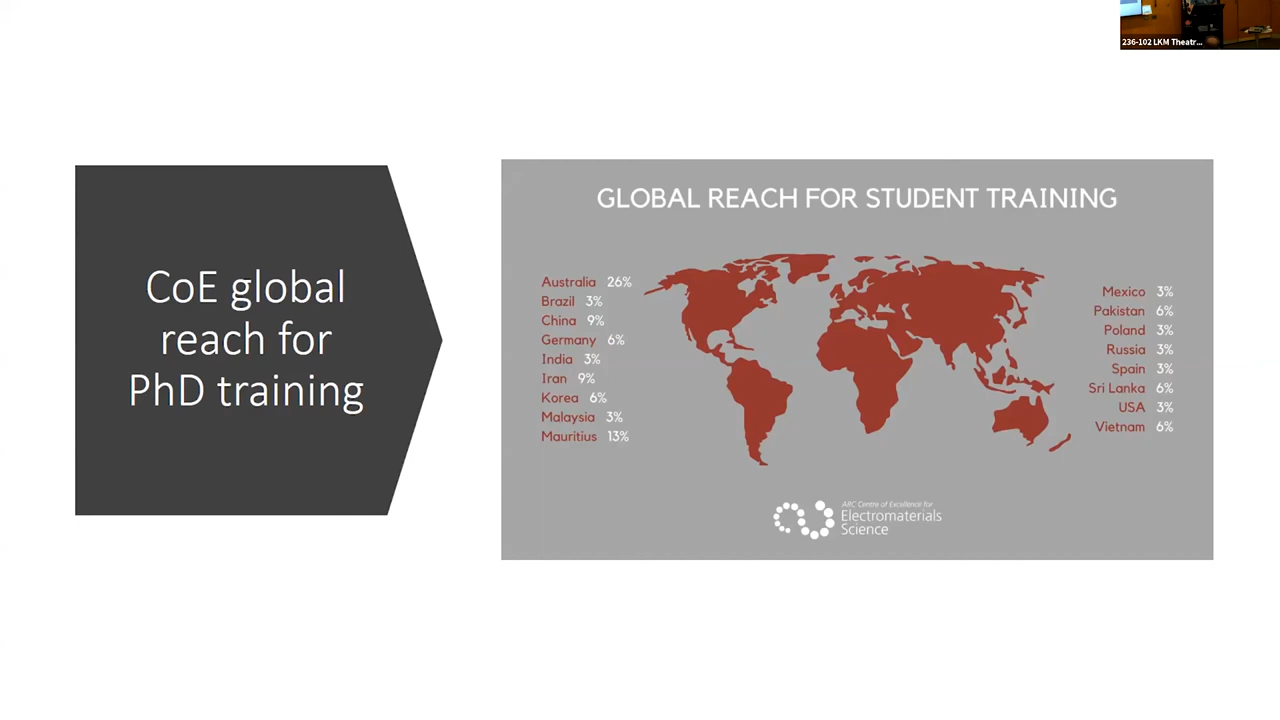 236-102 LKM Theatr...
CoE global
reach for
PhD training
GLOBAL REACH FOR STUDENT TRAINING
Australia 26%
Brazil 3%
China 9%
Germany 6%
India 3%
Iran 9%
Korea 6%
Malaysia 3%
Mauritius 13%
Mexico 3%
Pakistan 6%
Poland 3%
Russia 3%
Spain 3%
Sri Lanka 6%
USA 3%
Vietnam 6%
ARC Centre of Excellence for
Electromaterials
Science